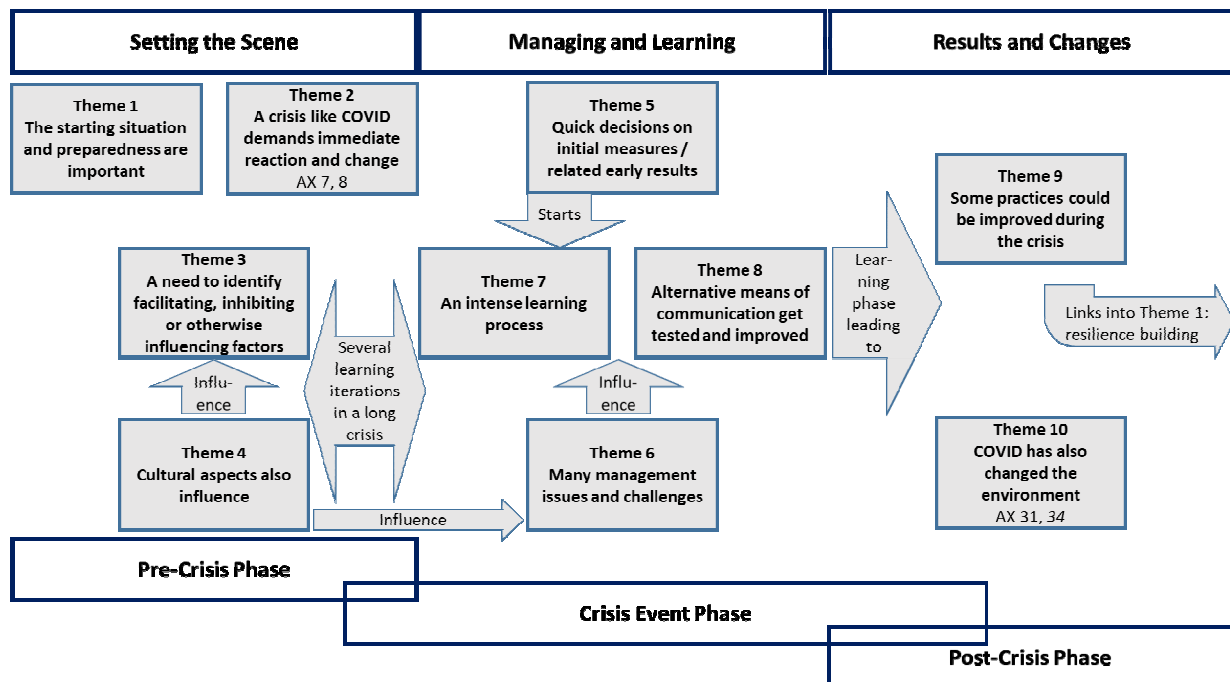 Setting the Scene
Managing and Learning
Results and Changes
Theme 1
The starting situation
and preparedness are
important
Theme 2
A crisis like COVID
demands immediate
reaction and change
AX 7, 8
Theme 5
Quick decisions on
initial measures /
related early results
Starts
Theme 3
A need to identify
facilitating, inhibiting
or otherwise
influencing factors
Influ-
ence
Theme 4
Cultural aspects also
influence
Several
learning
iterations
in a long
crisis
Influence
Theme 7
An intense learning
process
Theme 8
Alternative means of
communication get
tested and improved
Influ-
ence
Theme 6
Many management
issues and challenges
Lear-
ning
phase
leading
to
Theme 9
Some practices could
be improved during
the crisis
Links into Theme 1:
resilience building
Theme 10
COVID has also
changed the
environment
AX 31, 34
Pre-Crisis Phase
Crisis Event Phase
Post-Crisis Phase